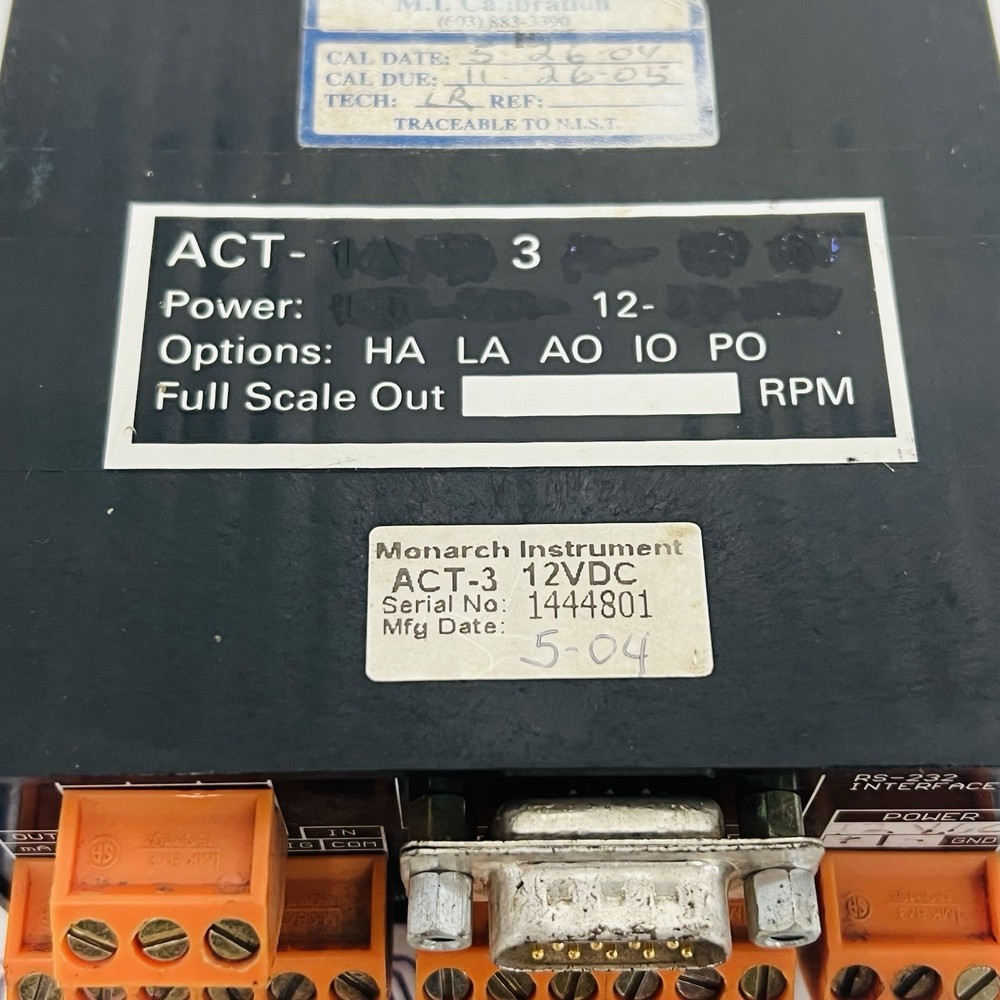 M.I. Calibration
(603) 883-3390
CAL DATE: 5 26 04
CAL DUE: 11-26-05
TECH: LR REF:
TRACEABLE TO N.I.S.T.
ACT- 3
Power: 12-
Options: HA LA AO IO PO
Full Scale Out RPM
Monarch Instrument
ACT-3 12VDC
Serial No: 1444801
Mfg Date: 5-04
RS-232
INTERFACE
OUT IN POWER
mA COM GND